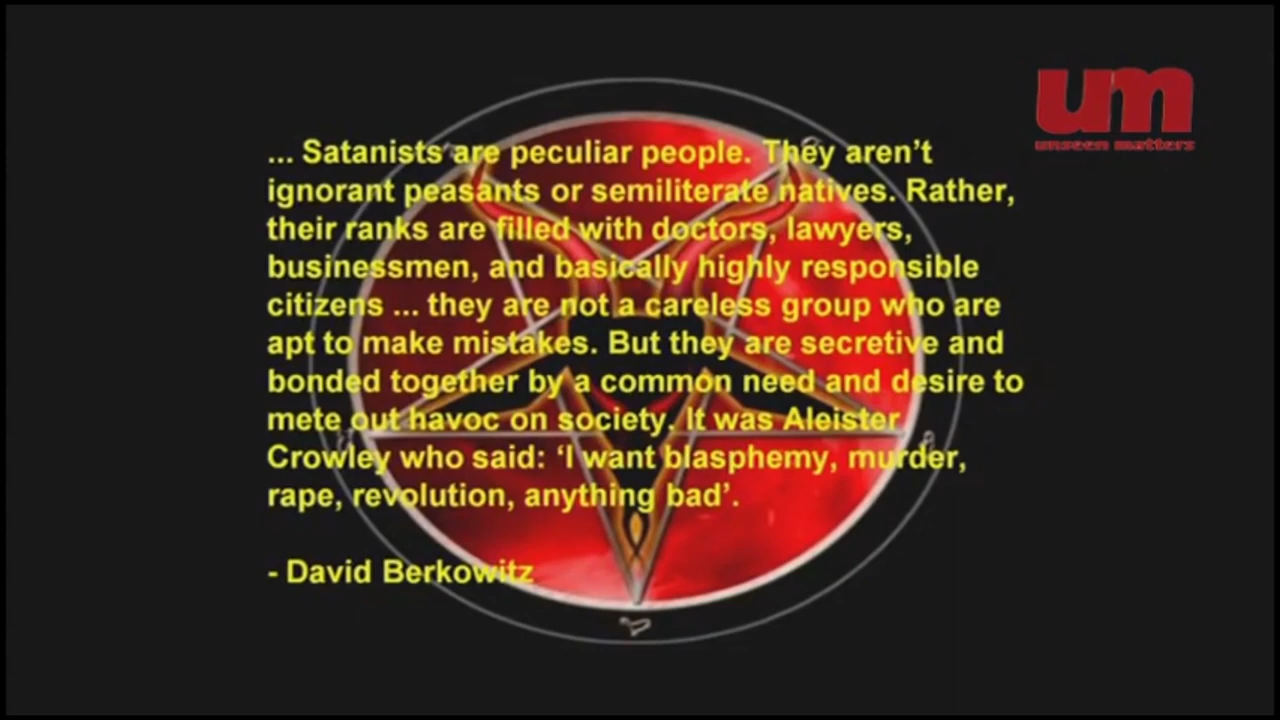 um
unseen matters
... Satanists are peculiar people. They aren’t
ignorant peasants or semiliterate natives. Rather,
their ranks are filled with doctors, lawyers,
businessmen, and basically highly responsible
citizens ... they are not a careless group who are
apt to make mistakes. But they are secretive and
bonded together by a common need and desire to
mete out havoc on society. It was Aleister
Crowley who said: ‘I want blasphemy, murder,
rape, revolution, anything bad’.
- David Berkowitz